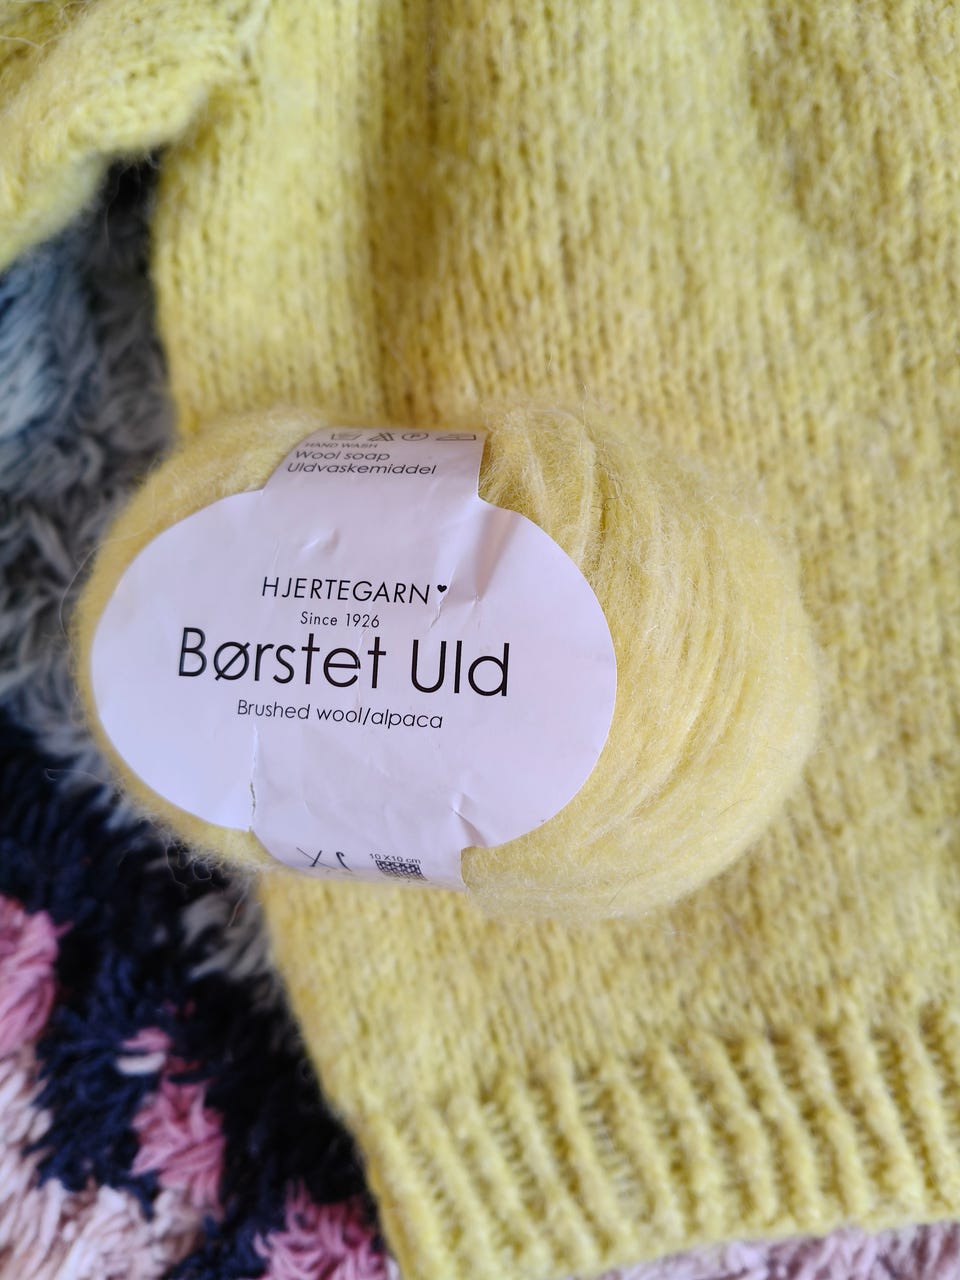 HAND WASH
Wool soap
Uldvaskemiddel
HJERTEGARN
Since 1926
Børstet Uld
Brushed wool/alpaca
10 X 10 cm